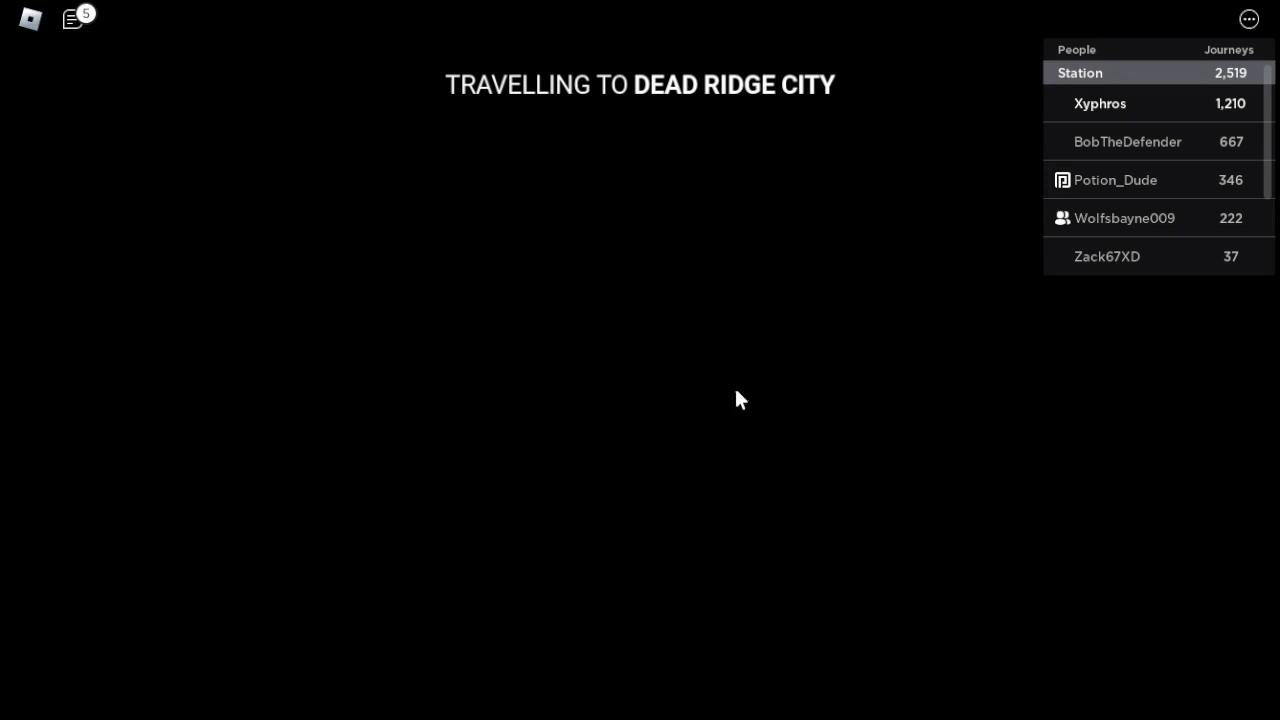 5
TRAVELLING TO DEAD RIDGE CITY
People Journeys
Station 2,519
Xyphros 1,210
BobTheDefender 667
Potion_Dude 346
Wolfsbayne009 222
Zack67XD 37